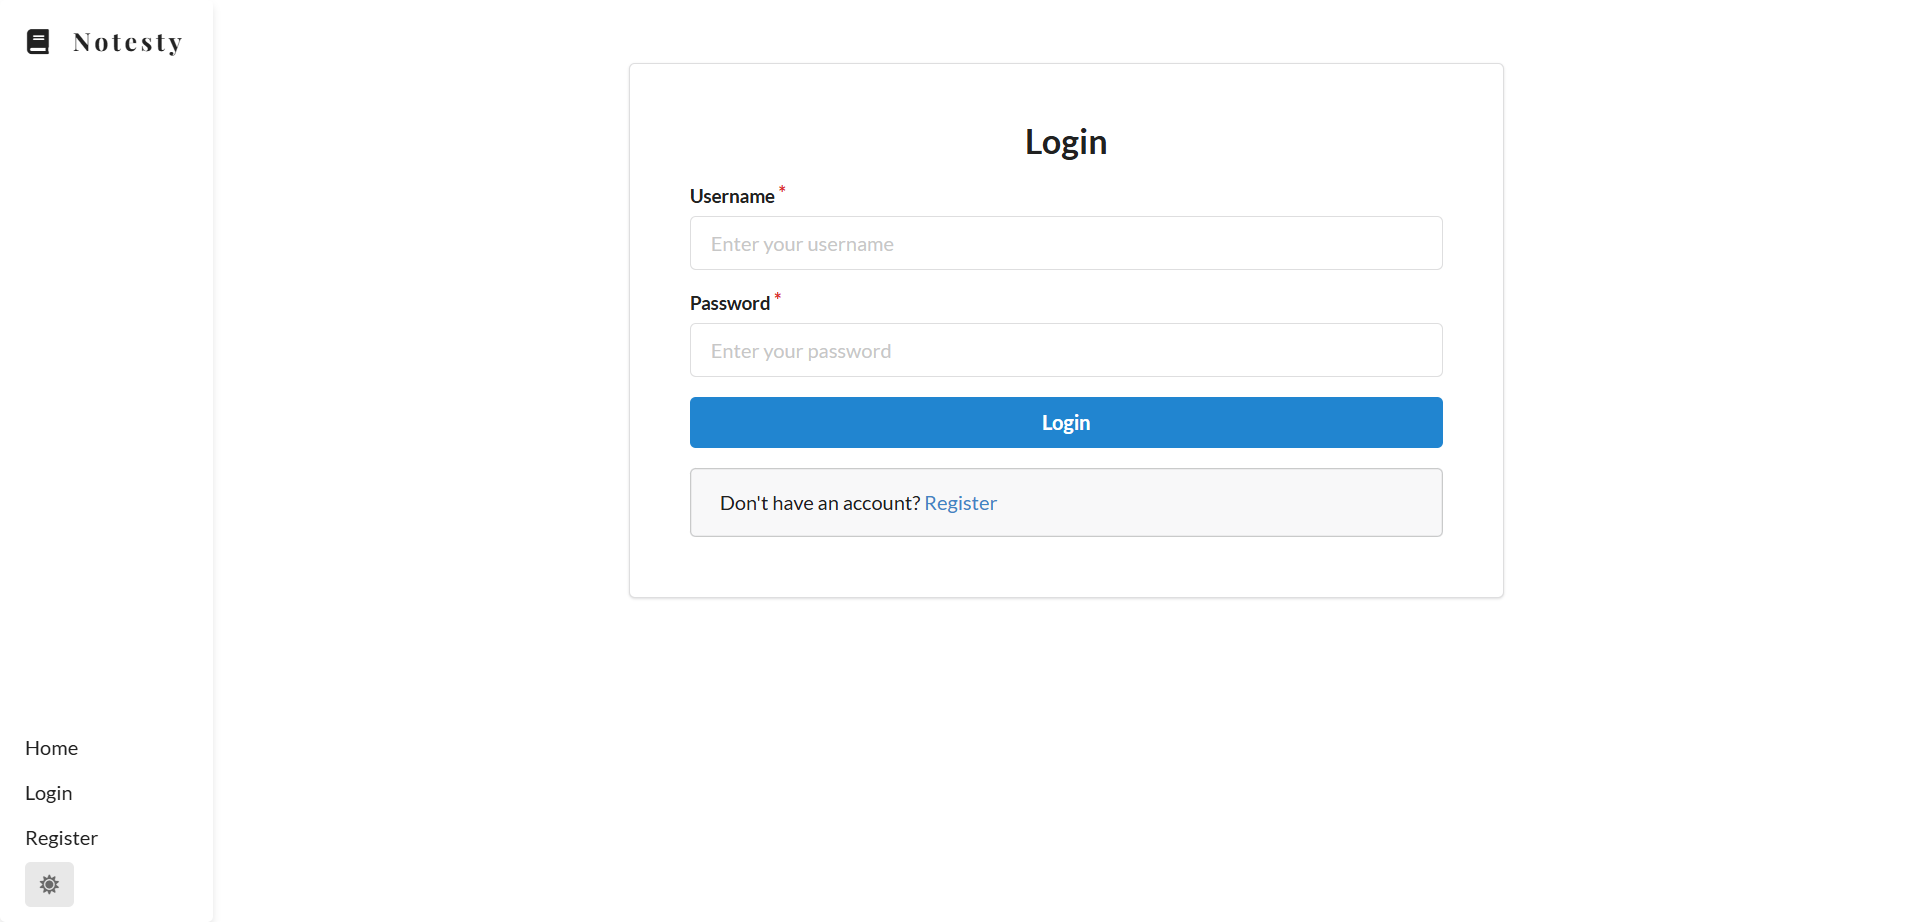 Notesty
Login
Username *
Enter your username
Password *
Enter your password
Login
Don't have an account? Register
Home
Login
Register